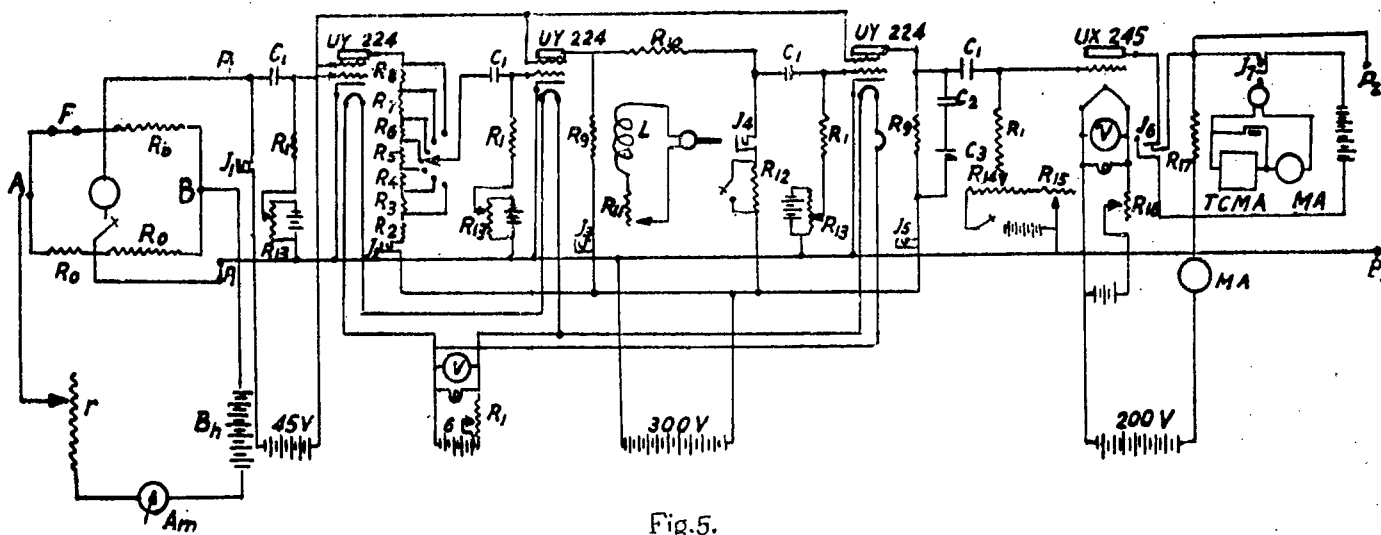 UY 224
UY 224
R10
UY 224
UX 245
P1
C1
R8
C1
C1
C1
P2
J7
F
R0
R7
R6
R5
R4
R3
R2
R1
R1
R9
L
J4
R12
R1
R9
C2
C3
R1
V
J6
R17
A
B
J1
R14
R15
R0
R0
R13
R13
J3
R11
R13
J5
R16
TCMA
MA
A
MA
P1
r
Bh
45V
V
6
R1
300V
200V
Am
Fig.5.